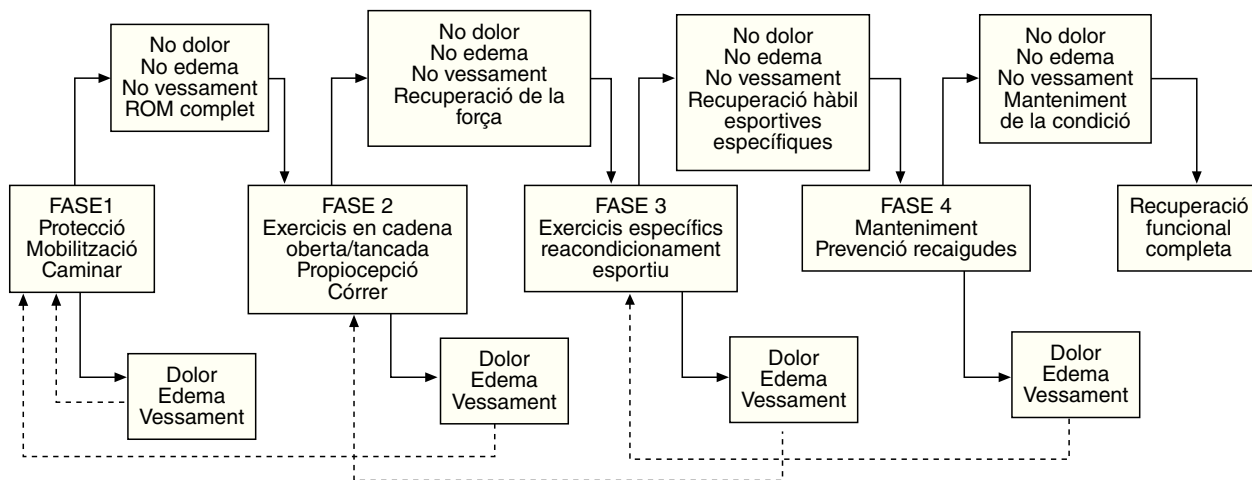 No dolor
No edema
No vessament
ROM complet
No dolor
No edema
No vessament
Recuperació de la
força
No dolor
No edema
No vessament
Recuperació hàbil
esportives
específiques
No dolor
No edema
No vessament
Manteniment
de la condició
FASE1
Protecció
Mobilització
Caminar
FASE 2
Exercicis en cadena
oberta/tancada
Propiocepció
Córrer
FASE 3
Exercicis específics
reacondicionament
esportiu
FASE 4
Manteniment
Prevenció recaigudes
Recuperació
funcional
completa
Dolor
Edema
Vessament
Dolor
Edema
Vessament
Dolor
Edema
Vessament
Dolor
Edema
Vessament